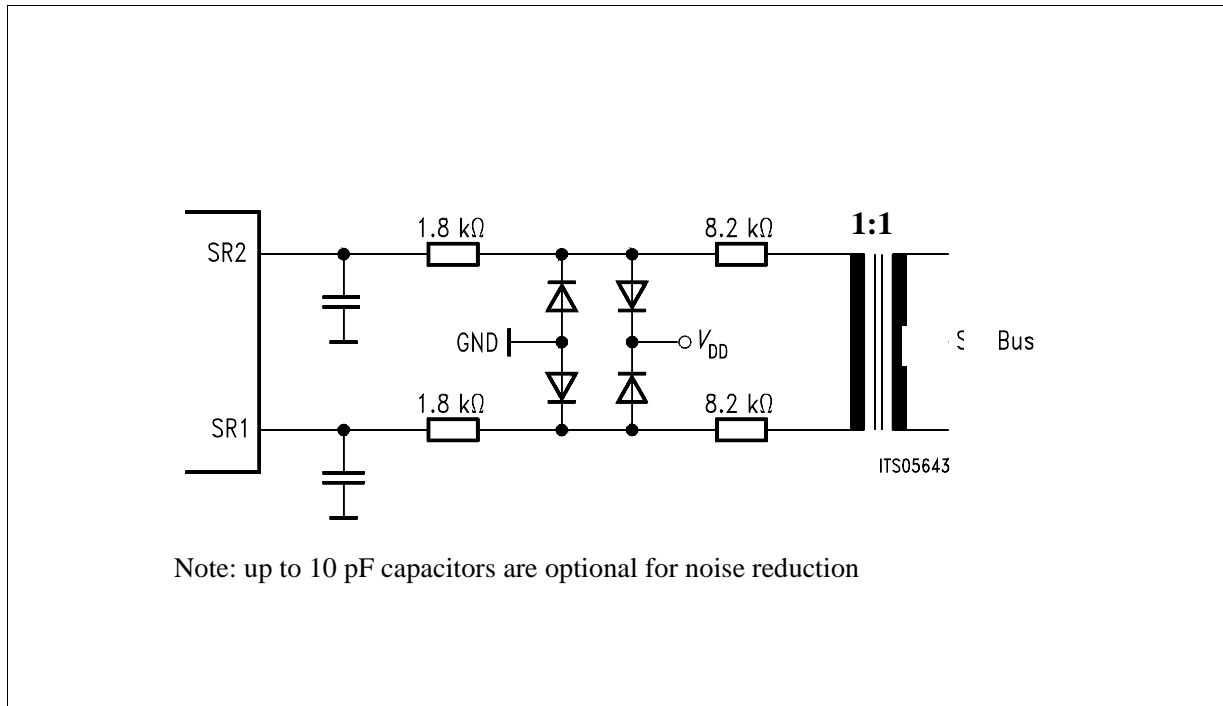 1:1
1.8 kΩ
8.2 kΩ
SR2
GND
VDD
Bus
1.8 kΩ
8.2 kΩ
SR1
ITS05643
Note: up to 10 pF capacitors are optional for noise reduction